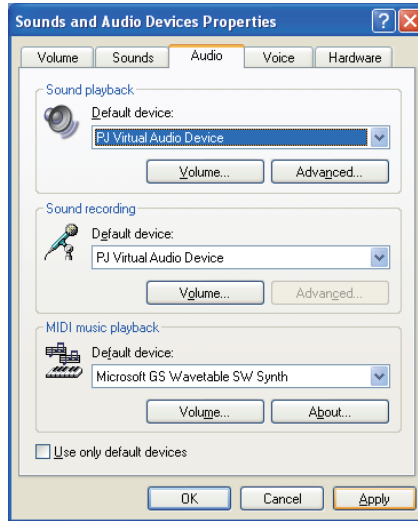 Sounds and Audio Devices Properties
Volume Sounds Audio Voice Hardware
Sound playback
Default device:
PJ Virtual Audio Device
Volume... Advanced...
Sound recording
Default device:
PJ Virtual Audio Device
Volume... Advanced...
MIDI music playback
Default device:
Microsoft GS Wavetable SW Synth
Volume... About...
Use only default devices
OK Cancel Apply